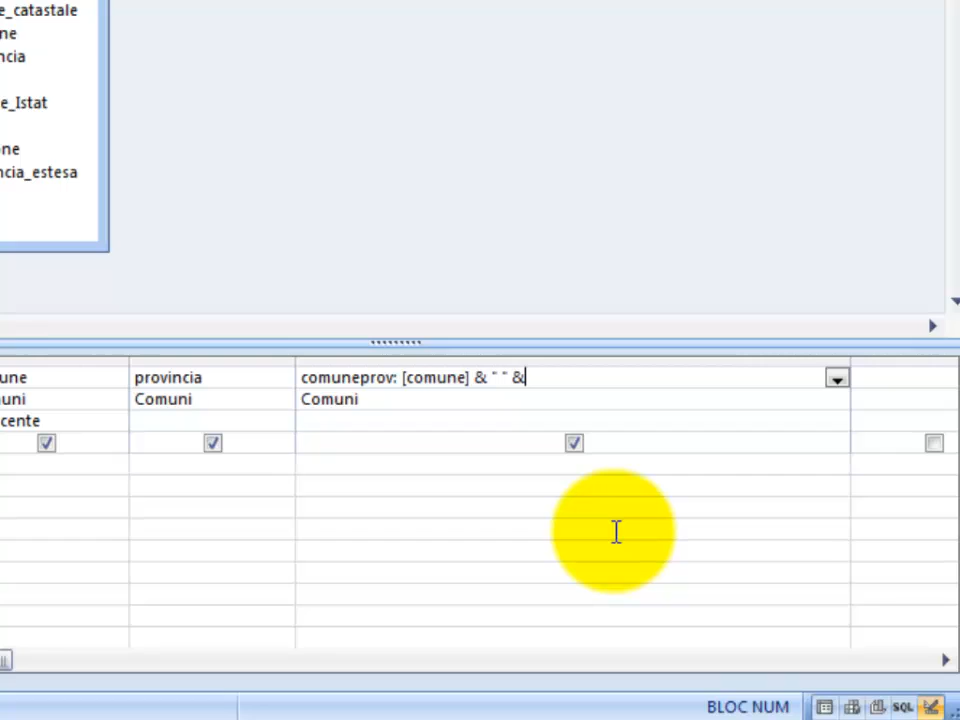 e_catastale
ne
ncia
e_Istat
one
ncia_estesa
une
provincia
comuneprov: [comune] & " " &
uni
Comuni
Comuni
cente
BLOC NUM
SQL